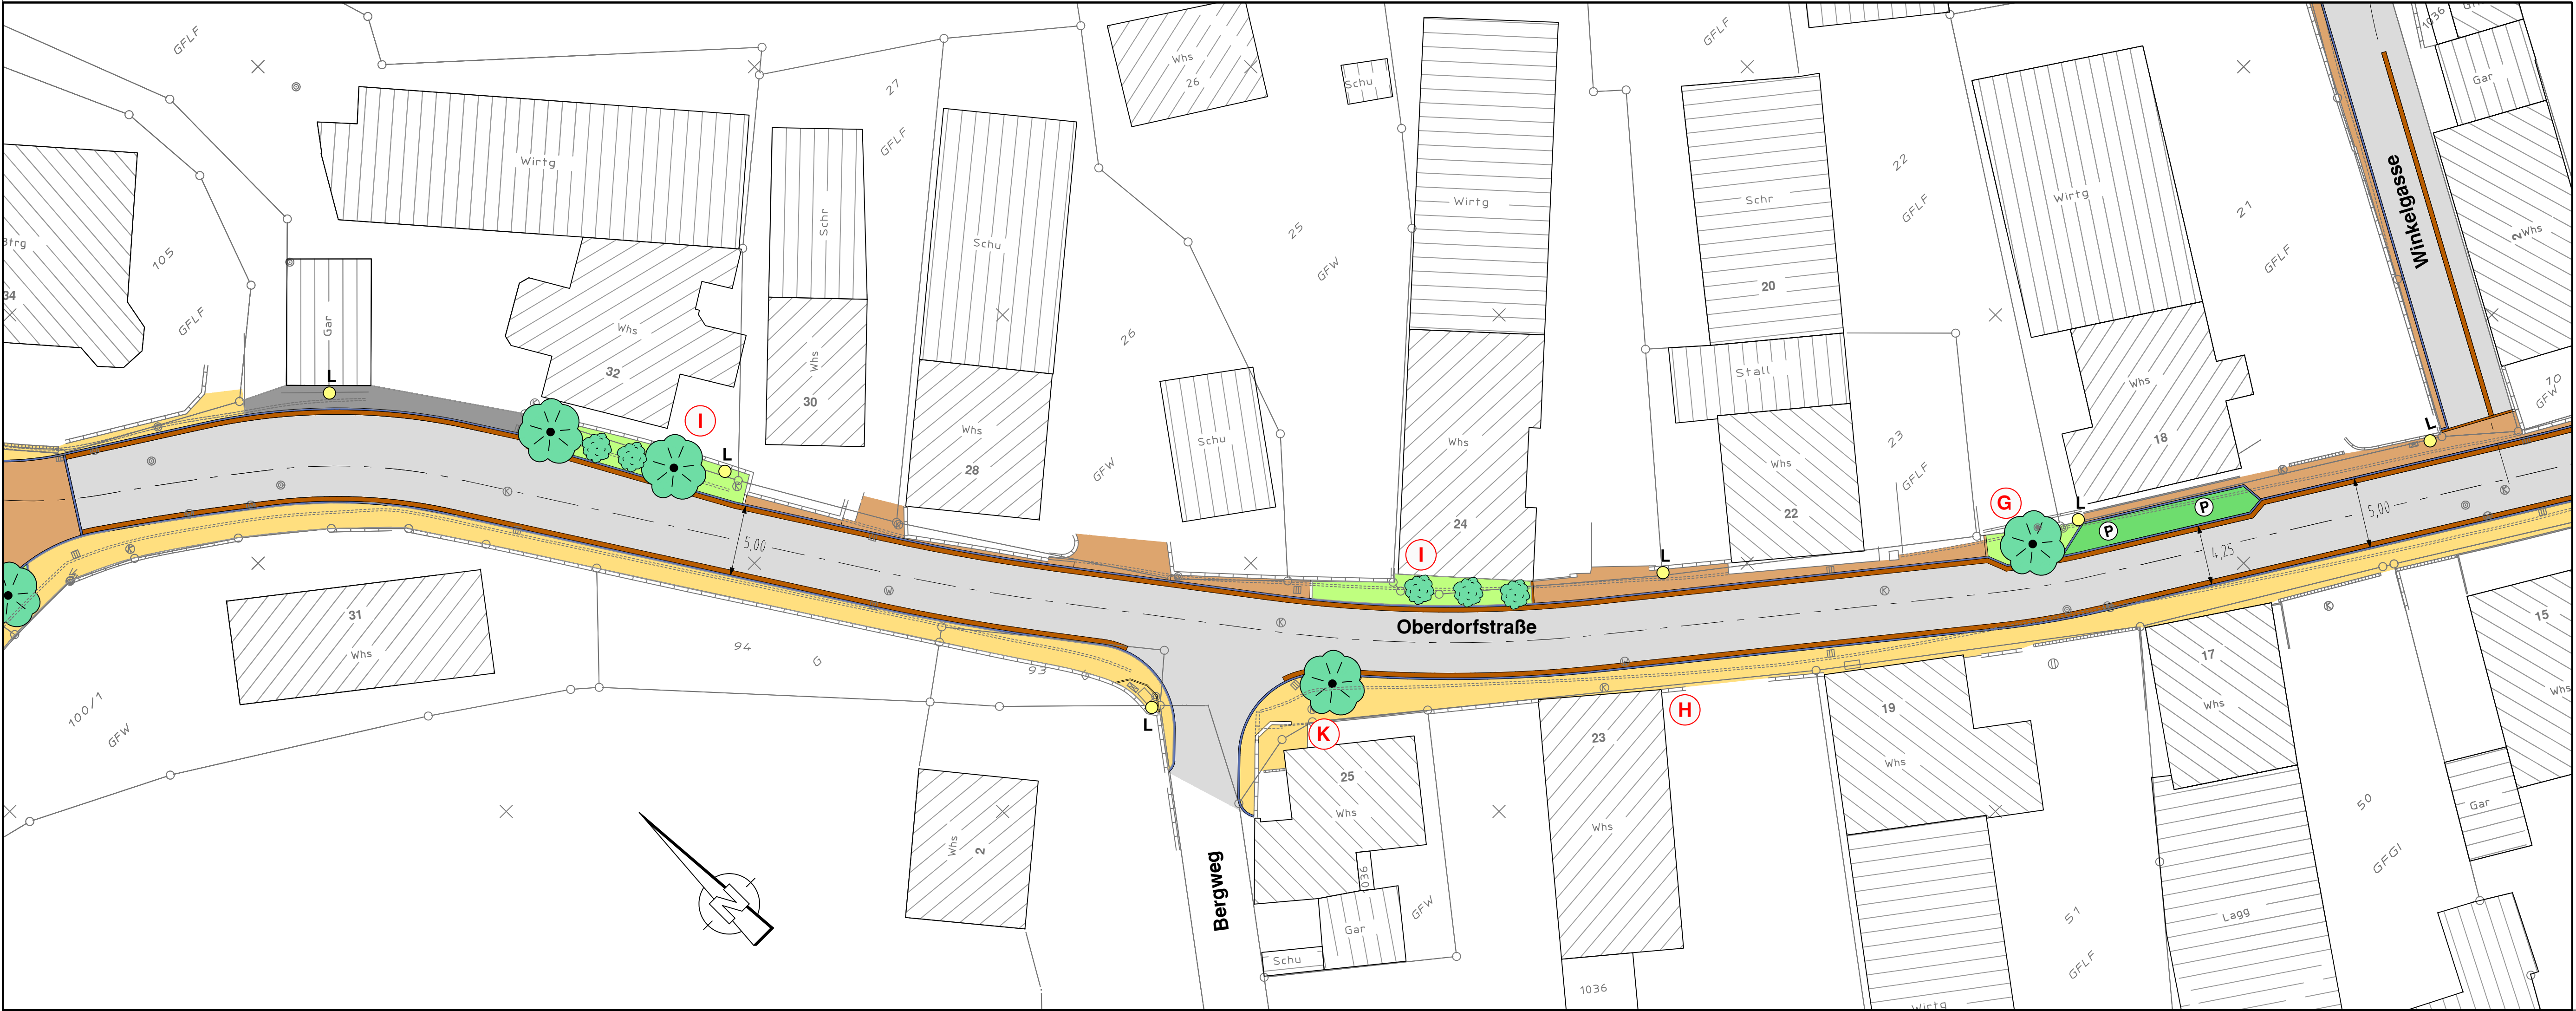 GFLF
Whs
26
Schu
GFLF
1036
Gar
27
GFLF
Wirtg
Schr
Schu
Wirtg
Schr
22
GFLF
Wirtg
21
GFLF
Winkelgasse
2
Whs
Btrg
34
105
GFLF
Gar
25
GFW
20
26
Whs
32
Whs
30
L
I
L
Whs
28
GFW
Schu
Whs
24
I
Stall
Whs
22
23
GFLF
L
Whs
18
G
L
P
P
L
70
GFW
5,00
5,00
4,25
Oberdorfstraße
31
Whs
94
G
93
L
K
H
100/1
GFW
Whs
2
Bergweg
25
Whs
1036
Gar
Schu
GFW
23
Whs
1036
19
Whs
Wirtg
51
GFLF
17
Whs
Lagg
50
GFGI
15
Whs
Gar
N